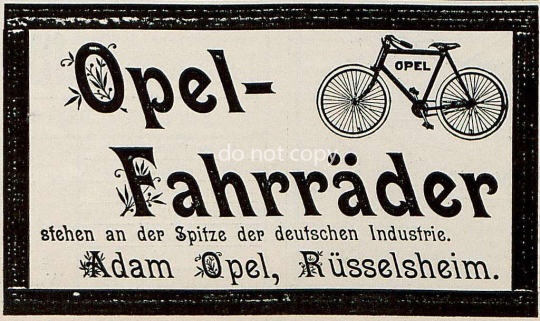 Opel-
OPEL
do not copy
Fahrräder
stehen an der Spitze der deutschen Industrie.
Adam Opel, Rüsselsheim.